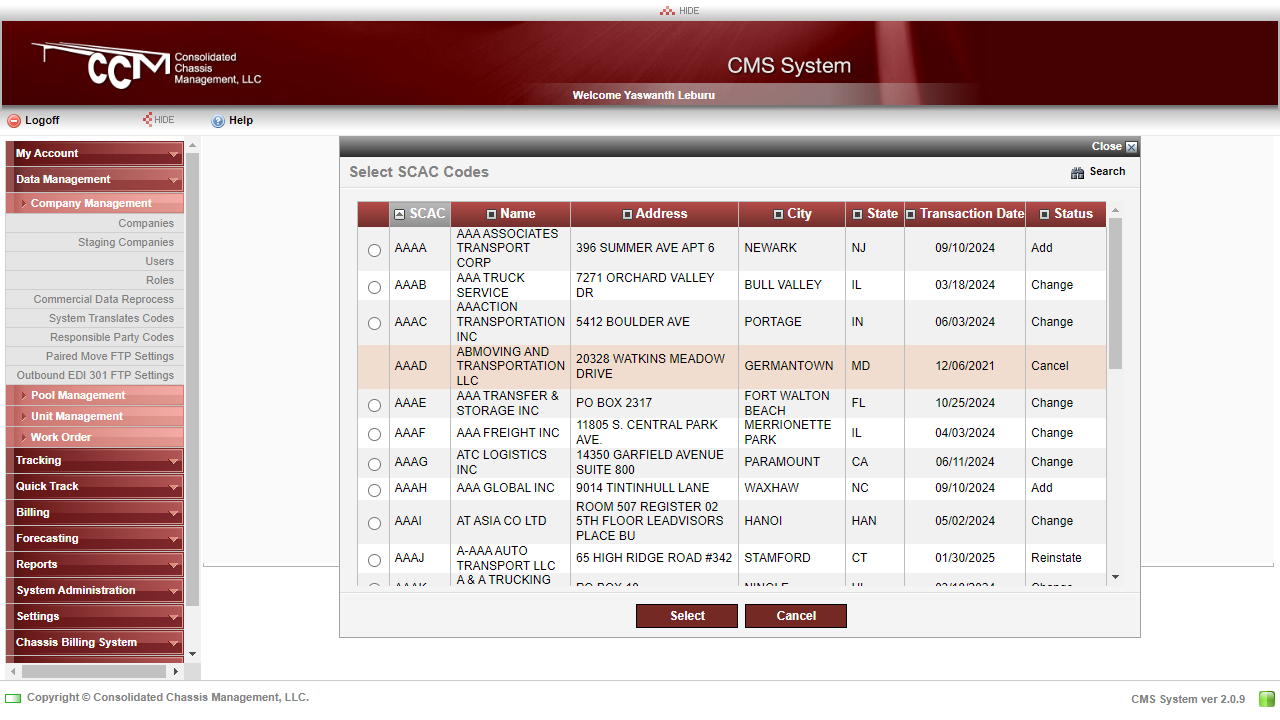 HIDE
CCM Consolidated
Chassis
Management, LLC
CMS System
Welcome Yaswanth Leburu
Logoff
HIDE
Help
My Account
Data Management
Company Management
Companies
Staging Companies
Users
Roles
Commercial Data Reprocess
System Translates Codes
Responsible Party Codes
Paired Move FTP Settings
Outbound EDI 301 FTP Settings
Pool Management
Unit Management
Work Order
Tracking
Quick Track
Billing
Forecasting
Reports
System Administration
Settings
Chassis Billing System
Close
Select SCAC Codes
Search
SCAC Name Address City State Transaction Date Status
AAAA AAA ASSOCIATES TRANSPORT CORP 396 SUMMER AVE APT 6 NEWARK NJ 09/10/2024 Add
AAAB AAA TRUCK SERVICE 7271 ORCHARD VALLEY DR BULL VALLEY IL 03/18/2024 Change
AAAC AAACTION TRANSPORTATION INC 5412 BOULDER AVE PORTAGE IN 06/03/2024 Change
AAAD ABMOVING AND TRANSPORTATION LLC 20328 WATKINS MEADOW DRIVE GERMANTOWN MD 12/06/2021 Cancel
AAAE AAA TRANSFER & STORAGE INC PO BOX 2317 FORT WALTON BEACH FL 10/25/2024 Change
AAAF AAA FREIGHT INC 11805 S. CENTRAL PARK AVE. MERRIONETTE PARK IL 04/03/2024 Change
AAAG ATC LOGISTICS INC 14350 GARFIELD AVENUE SUITE 800 PARAMOUNT CA 06/11/2024 Change
AAAH AAA GLOBAL INC 9014 TINTINHULL LANE WAXHAW NC 09/10/2024 Add
AAAI AT ASIA CO LTD ROOM 507 REGISTER 02 5TH FLOOR LEADVISORS PLACE BU HANOI HAN 05/02/2024 Change
AAAJ A-AAA AUTO TRANSPORT LLC 65 HIGH RIDGE ROAD #342 STAMFORD CT 01/30/2025 Reinstate
A & A TRUCKING
Select
Cancel
Copyright © Consolidated Chassis Management, LLC.
CMS System ver 2.0.9